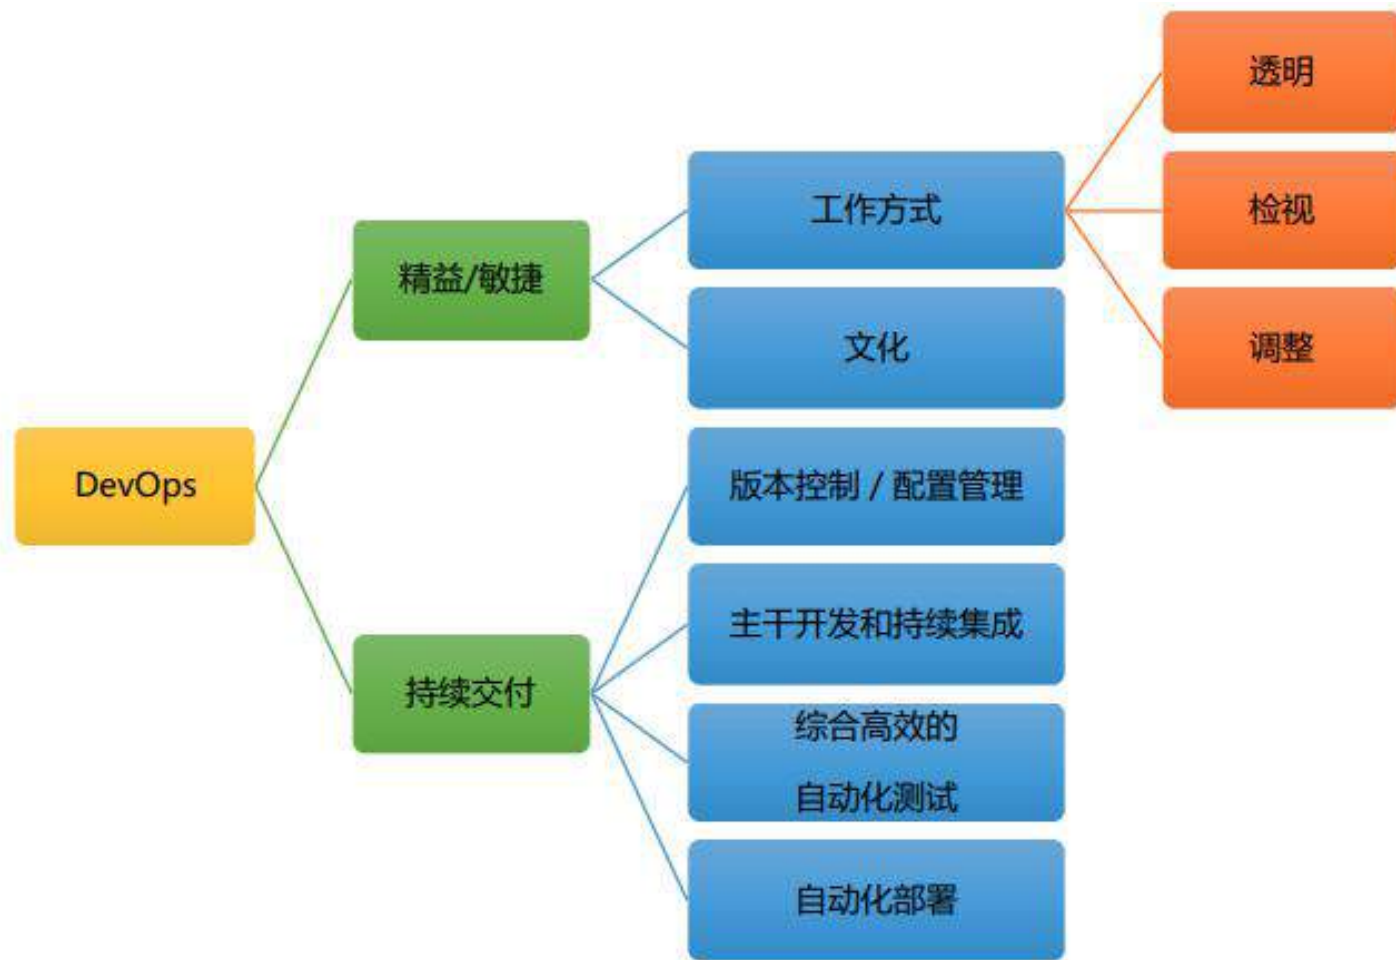 透明
工作方式
检视
精益/敏捷
文化
调整
DevOps
版本控制 / 配置管理
主干开发和持续集成
持续交付
综合高效的
自动化测试
自动化部署